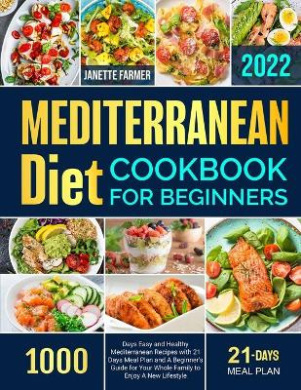 JANETTE FARMER
2022
MEDITERRANEAN
Diet COOKBOOK
FOR BEGINNERS
1000
Days Easy and Healthy
Mediterranean Recipes with 21
Days Meal Plan and A Beginner's
Guide for Your Whole Family to
Enjoy A New Lifestyle
21-DAYS
MEAL PLAN